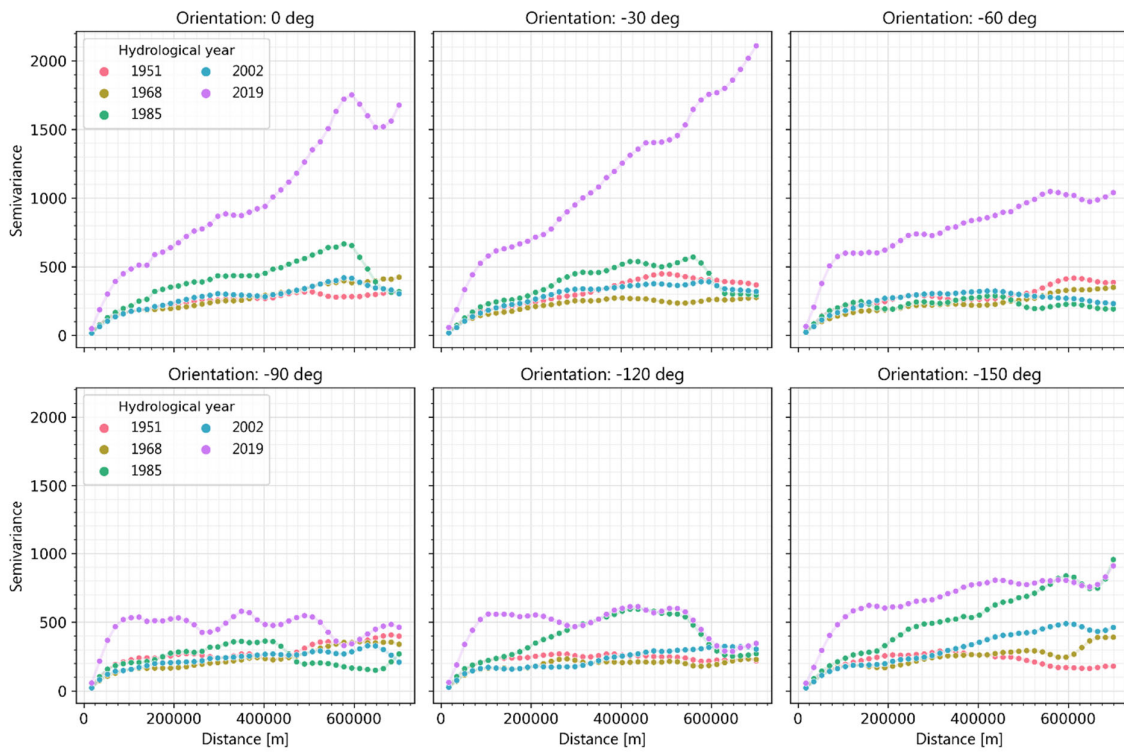 Orientation: 0 deg
Orientation: -30 deg
Orientation: -60 deg
Semivariance
2000
1500
1000
500
0
Hydrological year
1951
2002
1968
2019
1985
Orientation: -90 deg
Orientation: -120 deg
Orientation: -150 deg
Semivariance
2000
1500
1000
500
0
Hydrological year
1951
2002
1968
2019
1985
0 200000 400000 600000
0 200000 400000 600000
0 200000 400000 600000
Distance [m]
Distance [m]
Distance [m]